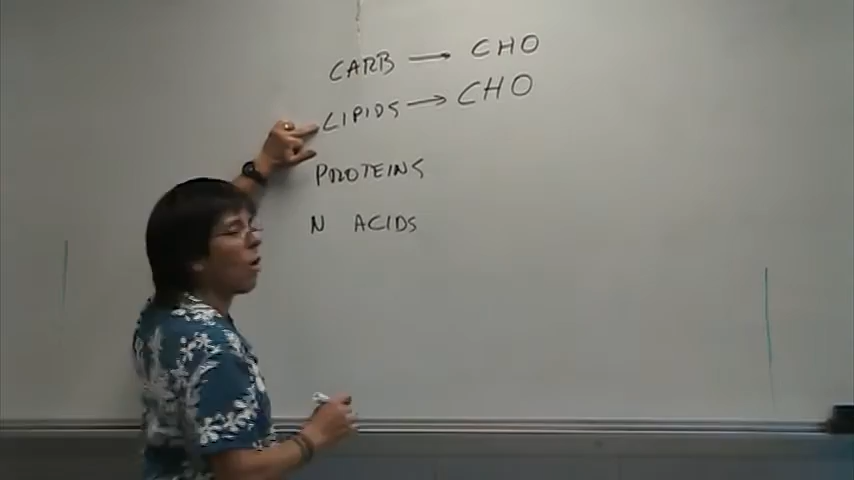 CARB → CHO
LIPIDS → CHO
PROTEINS
N ACIDS